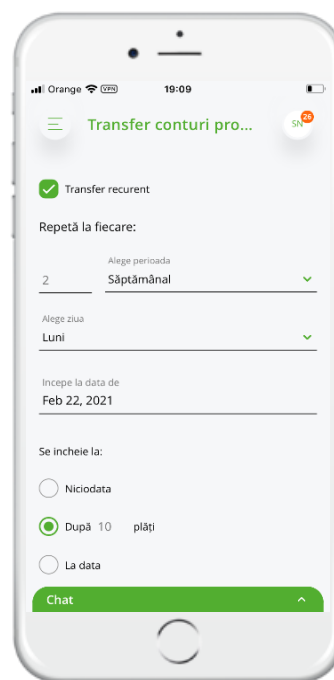 Orange VPN 19:09
Transfer conturi pro... SN 26
Transfer recurent
Repetă la fiecare:
Alege perioada
2 Săptămânal
Alege ziua
Luni
Incepe la data de
Feb 22, 2021
Se incheie la:
Niciodata
După 10 plăți
La data
Chat